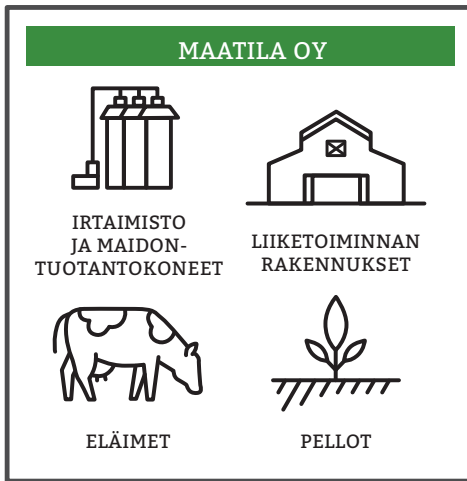 MAATILA OY
IRTAIMISTO
JA MAIDON-
TUOTANTOKONEET
LIIKETOIMINNAN
RAKENNUKSET
ELÄIMET
PELLOT